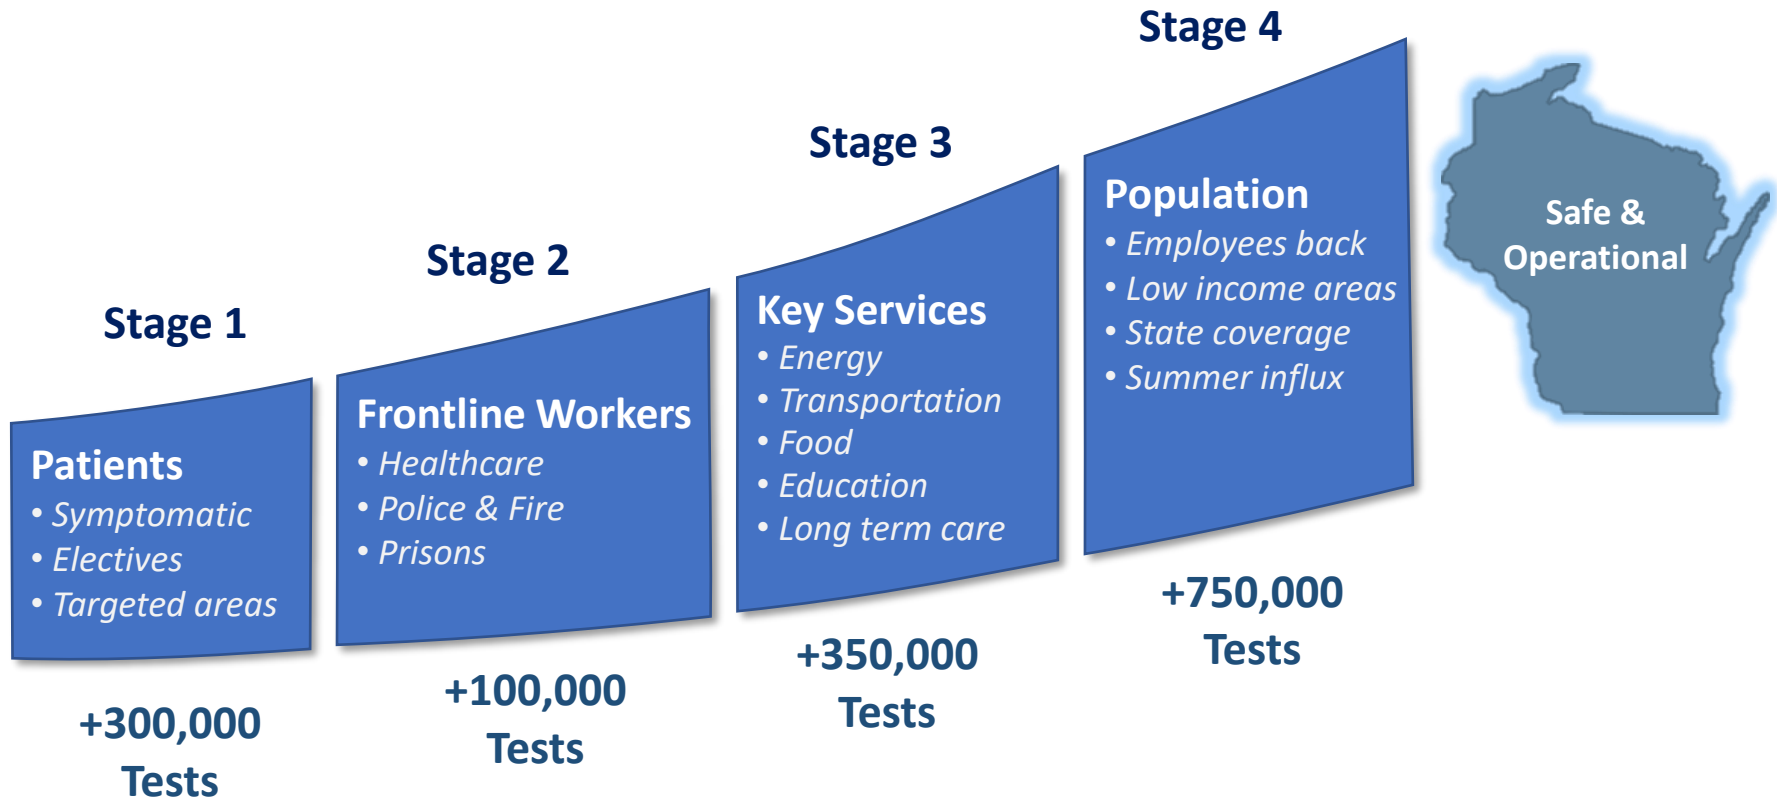 Stage 1
Patients
• Symptomatic
• Electives
• Targeted areas
+300,000
Tests
Stage 2
Frontline Workers
• Healthcare
• Police & Fire
• Prisons
+100,000
Tests
Stage 3
Key Services
• Energy
• Transportation
• Food
• Education
• Long term care
+350,000
Tests
Stage 4
Population
• Employees back
• Low income areas
• State coverage
• Summer influx
+750,000
Tests
Safe &
Operational